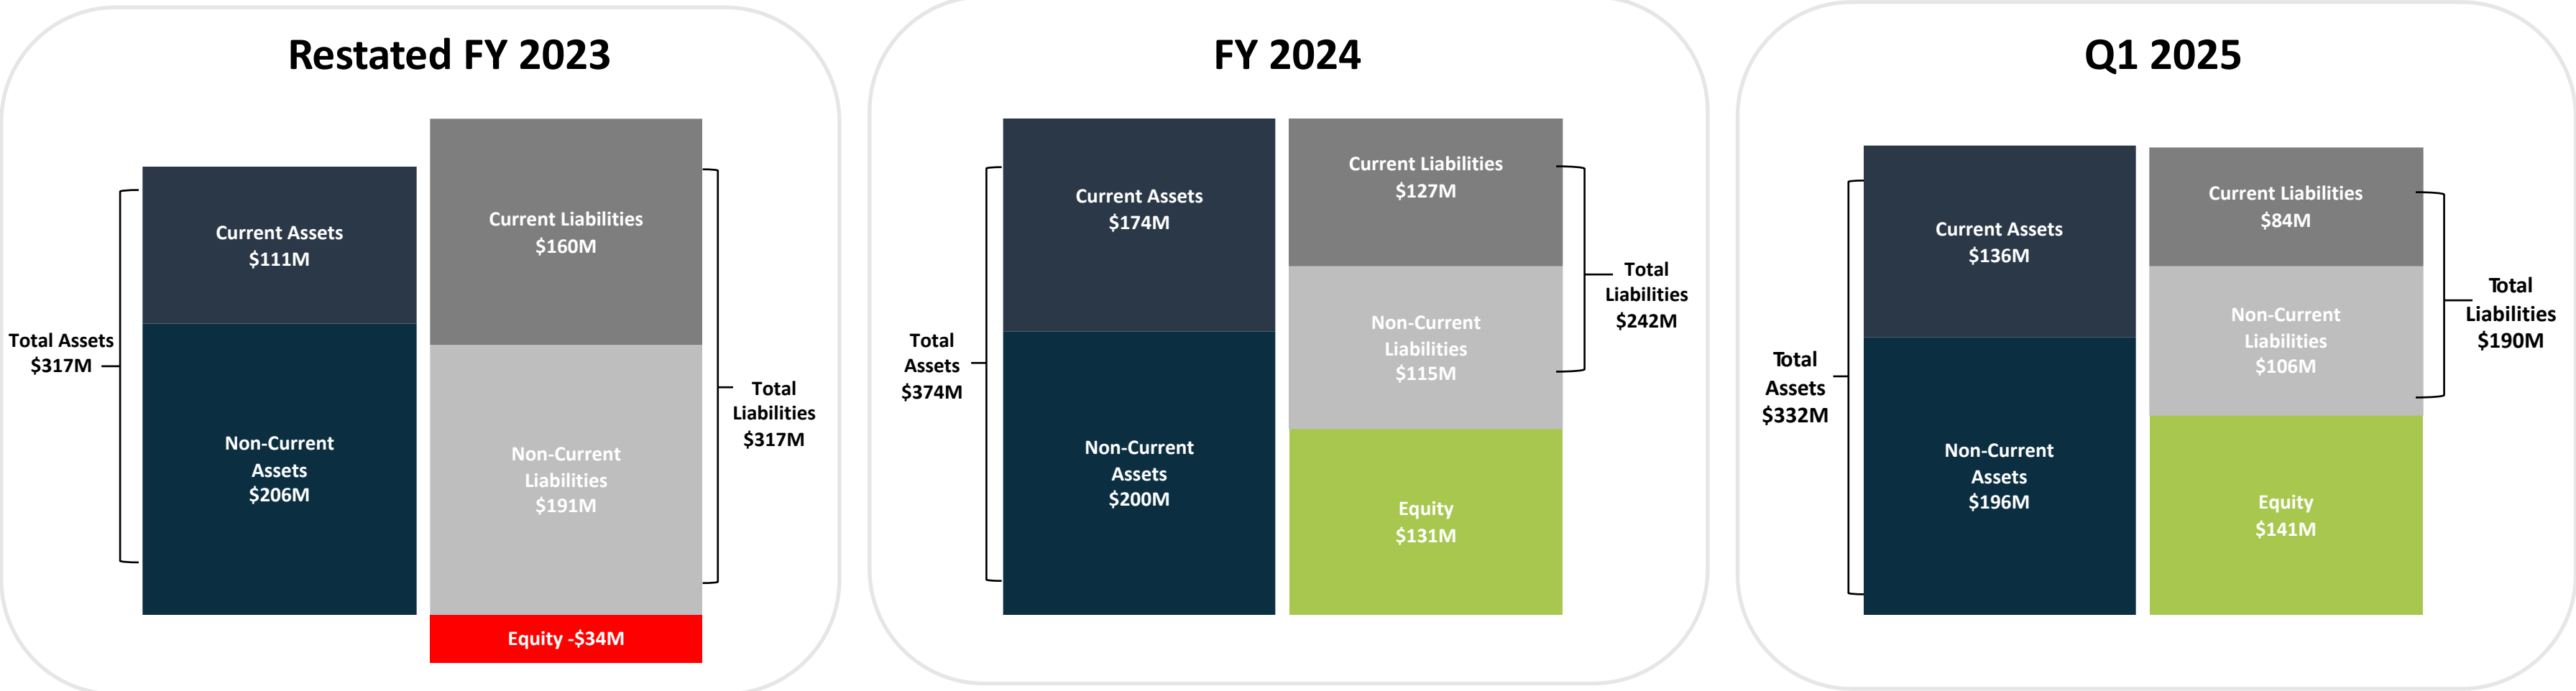 Restated FY 2023
Total Assets
$317M
Current Assets
$111M
Non-Current
Assets
$206M
Current Liabilities
$160M
Non-Current
Liabilities
$191M
Equity -$34M
Total
Liabilities
$317M
FY 2024
Total
Assets
$374M
Current Assets
$174M
Non-Current
Assets
$200M
Current Liabilities
$127M
Non-Current
Liabilities
$115M
Equity
$131M
Total
Liabilities
$242M
Q1 2025
Total
Assets
$332M
Current Assets
$136M
Non-Current
Assets
$196M
Current Liabilities
$84M
Non-Current
Liabilities
$106M
Equity
$141M
Total
Liabilities
$190M